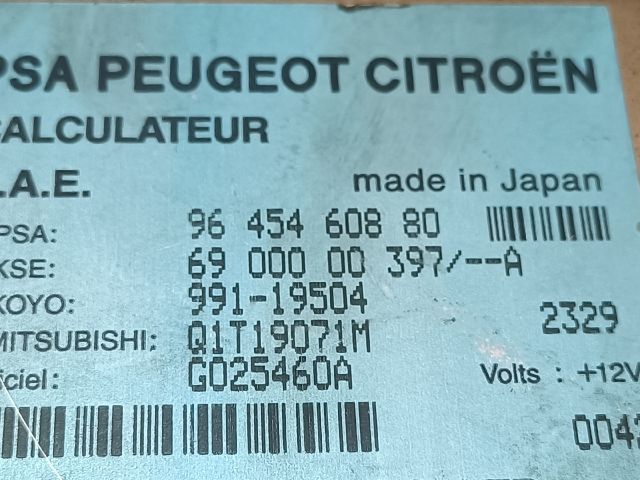 PSA PEUGEOT CITROËN
CALCULATEUR
.A.E. made in Japan
PSA: 96 454 608 80
KSE: 69 000 00 397/--A
KOYO: 991-19504
MITSUBISHI: Q1T19071M 2329
iciel: G025460A Volts : +12V
004